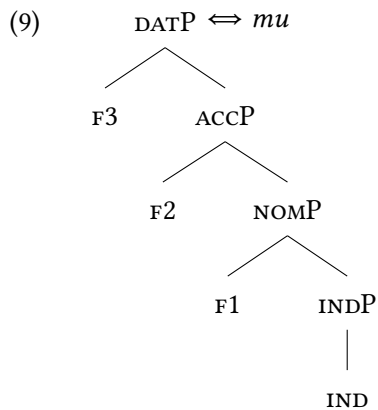 (9) DATP ⇔ mu
F3 ACCP
F2 NOMP
F1 INDP
IND